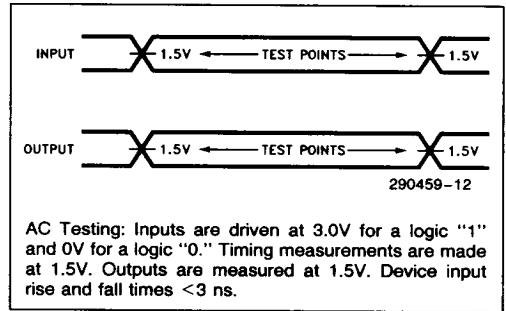 INPUT 1.5V TEST POINTS 1.5V
OUTPUT 1.5V TEST POINTS 1.5V
290459-12
AC Testing: Inputs are driven at 3.0V for a logic "1"
and 0V for a logic "0." Timing measurements are made
at 1.5V. Outputs are measured at 1.5V. Device input
rise and fall times <3 ns.